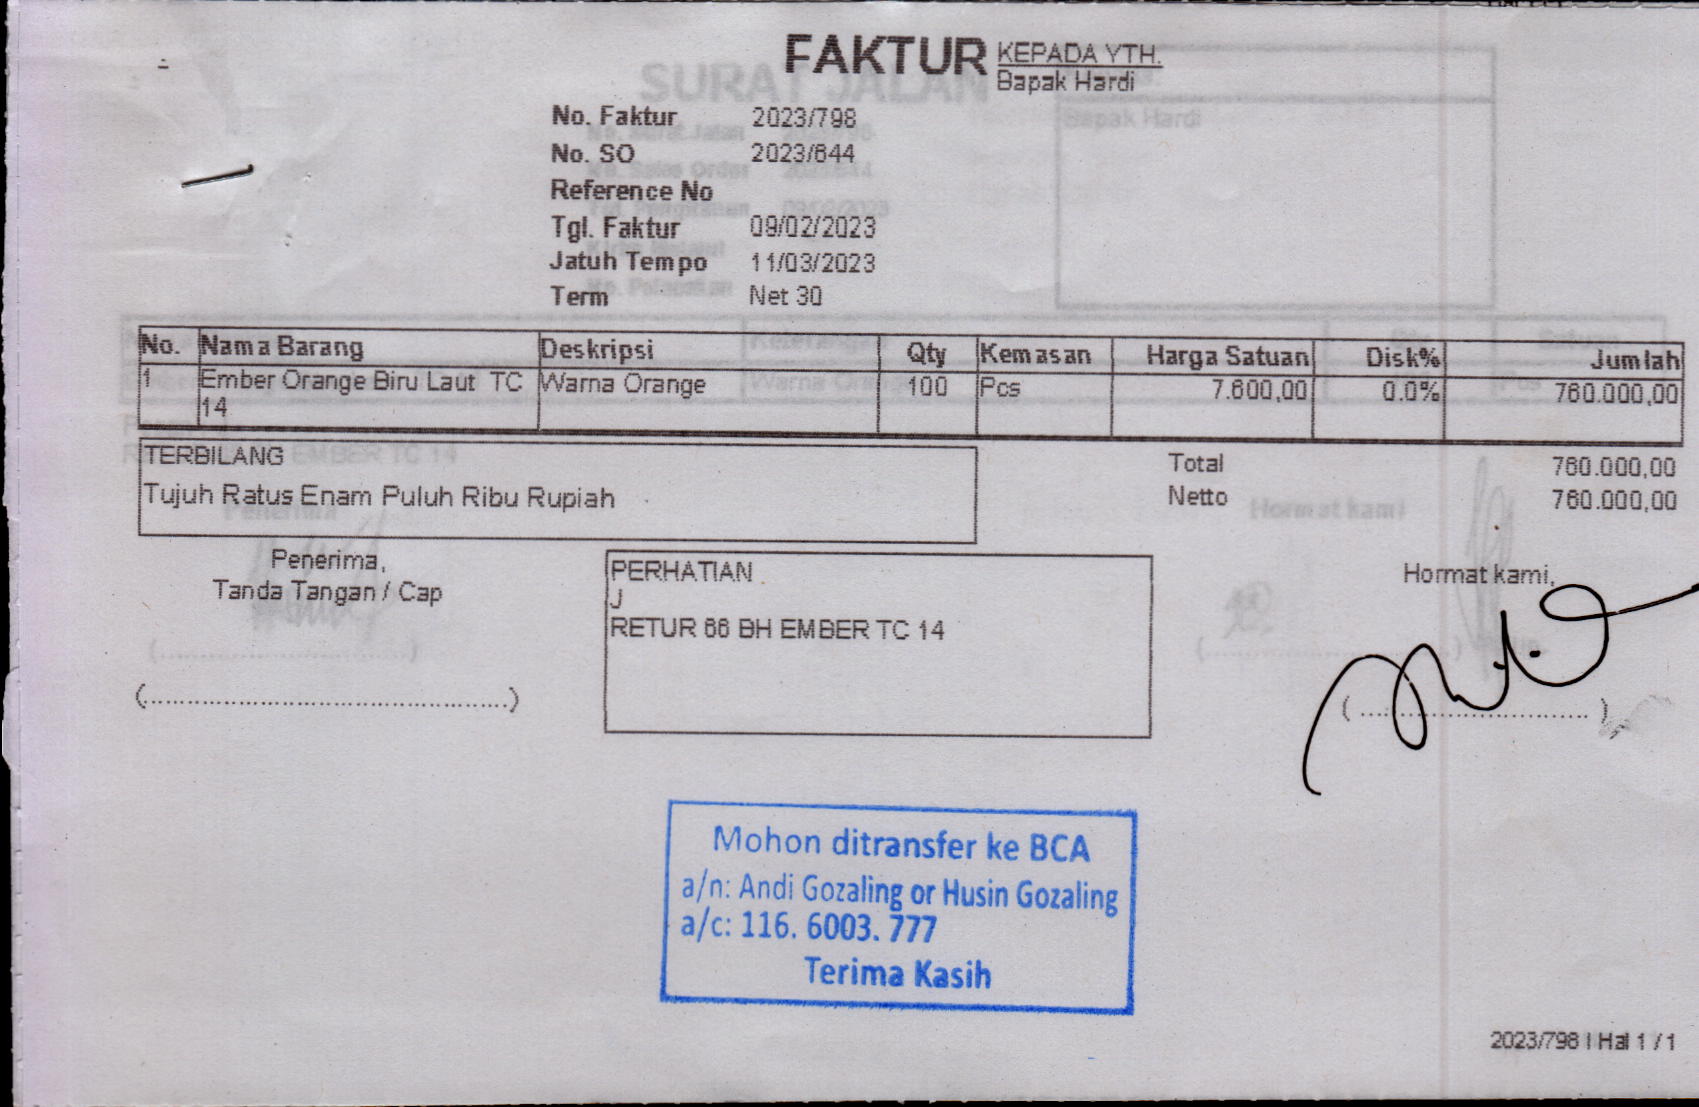 FAKTUR
KEPADA YTH.
Bapak Hardi
No. Faktur 2023/798
No. SO 2023/644
Reference No
Tgl. Faktur 09/02/2023
Jatuh Tempo 11/03/2023
Term Net 30
No. Nama Barang Deskripsi Qty Kemasan Harga Satuan Disk% Jumlah
1 Ember Orange Biru Laut TC 14 Warna Orange 100 Pcs 7.600,00 0.0% 760.000,00
TERBILANG
Tujuh Ratus Enam Puluh Ribu Rupiah
Total 760.000,00
Netto 760.000,00
Penerima,
Tanda Tangan / Cap
(...............................................)
PERHATIAN
J
RETUR 66 BH EMBER TC 14
Hormat kami,
(..............................)
Mohon ditransfer ke BCA
a/n: Andi Gozaling or Husin Gozaling
a/c: 116. 6003. 777
Terima Kasih
2023/798 | Hal 1 / 1
SURAT JALAN
Bapak Hardi